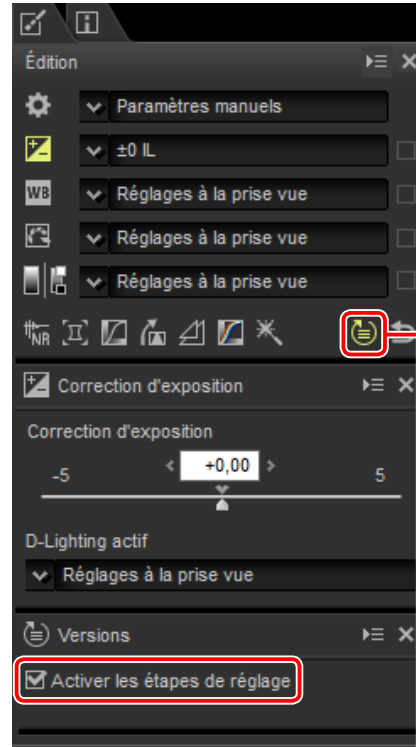 Édition
Paramètres manuels
±0 IL
WB
Réglages à la prise vue
Réglages à la prise vue
Réglages à la prise vue
NR
Correction d'exposition
Correction d'exposition
-5
+0,00
5
D-Lighting actif
Réglages à la prise vue
Versions
Activer les étapes de réglage